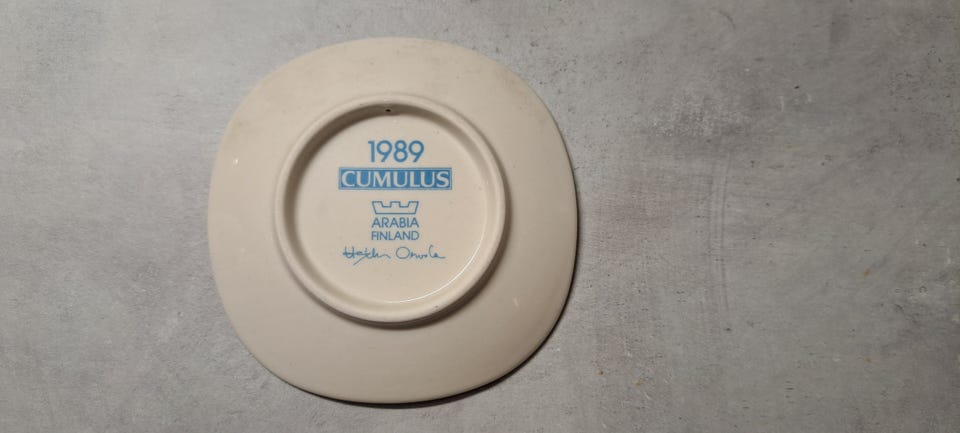 1989
CUMULUS
ARABIA
FINLAND
Heikki Orvola